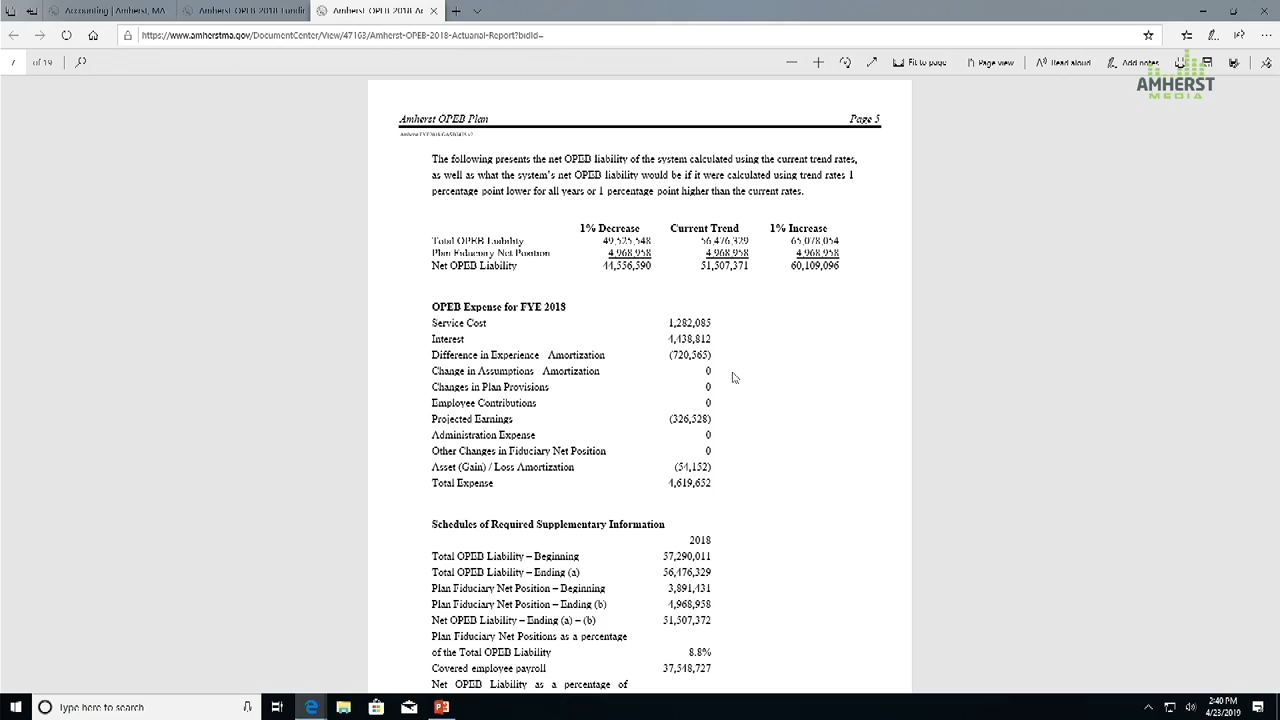 Amherst, MA
Accounting
Amherst, MA
Amherst OPEB 2018 Ar
https://www.amherstma.gov/DocumentCenter/View/47163/Amherst-OPEB-2018-Actuarial-Report?bidId=
7 of 19
Fit to page
Page view
Read aloud
Add notes
AMHERST
MEDIA
Amherst OPEB Plan Page 5
The following presents the net OPEB liability of the system calculated using the current trend rates,
as well as what the system's net OPEB liability would be if it were calculated using trend rates 1
percentage point lower for all years or 1 percentage point higher than the current rates.
1% Decrease Current Trend 1% Increase
Total OPEB Liability 49,525,548 56,476,329 65,078,054
Plan Fiduciary Net Position 4,968,958 4,968,958 4,968,958
Net OPEB Liability 44,556,590 51,507,371 60,109,096
OPEB Expense for FYE 2018
Service Cost 1,282,085
Interest 4,438,812
Difference in Experience Amortization (720,565)
Change in Assumptions Amortization 0
Changes in Plan Provisions 0
Employee Contributions 0
Projected Earnings (326,528)
Administration Expense 0
Other Changes in Fiduciary Net Position 0
Asset (Gain) / Loss Amortization (54,152)
Total Expense 4,619,652
Schedules of Required Supplementary Information
2018
Total OPEB Liability – Beginning 57,290,011
Total OPEB Liability – Ending (a) 56,476,329
Plan Fiduciary Net Position – Beginning 3,891,431
Plan Fiduciary Net Position – Ending (b) 4,968,958
Net OPEB Liability – Ending (a) – (b) 51,507,372
Plan Fiduciary Net Positions as a percentage
of the Total OPEB Liability 8.8%
Covered employee payroll 37,548,727
Net OPEB Liability as a percentage of
Type here to search
2:40 PM
4/23/2019